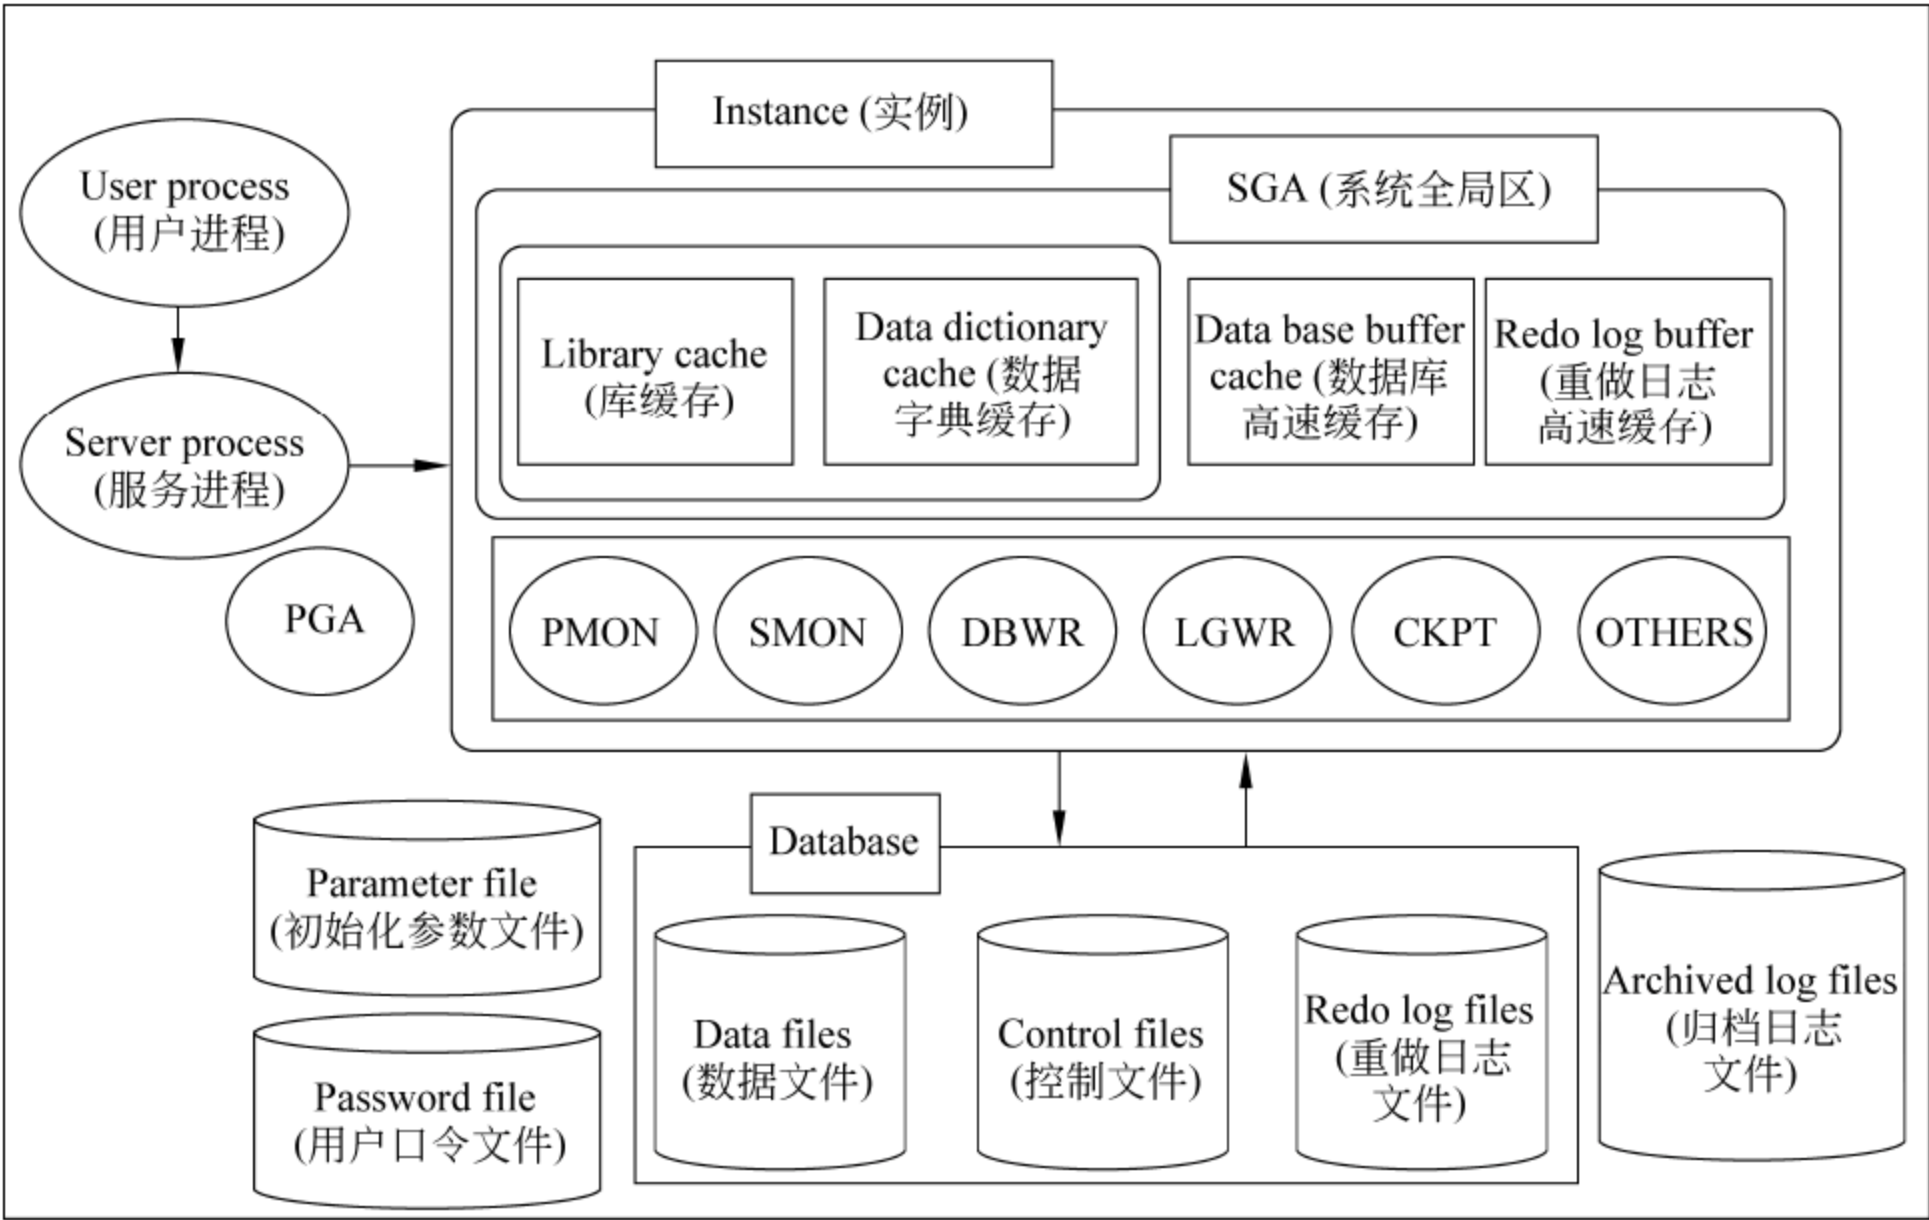 Instance (实例)
SGA (系统全局区)
User process
(用户进程)
Library cache
(库缓存)
Data dictionary
cache (数据
字典缓存)
Data base buffer
cache (数据库
高速缓存)
Redo log buffer
(重做日志
高速缓存)
Server process
(服务进程)
PGA
PMON
SMON
DBWR
LGWR
CKPT
OTHERS
Database
Parameter file
(初始化参数文件)
Password file
(用户口令文件)
Data files
(数据文件)
Control files
(控制文件)
Redo log files
(重做日志
文件)
Archived log files
(归档日志
文件)